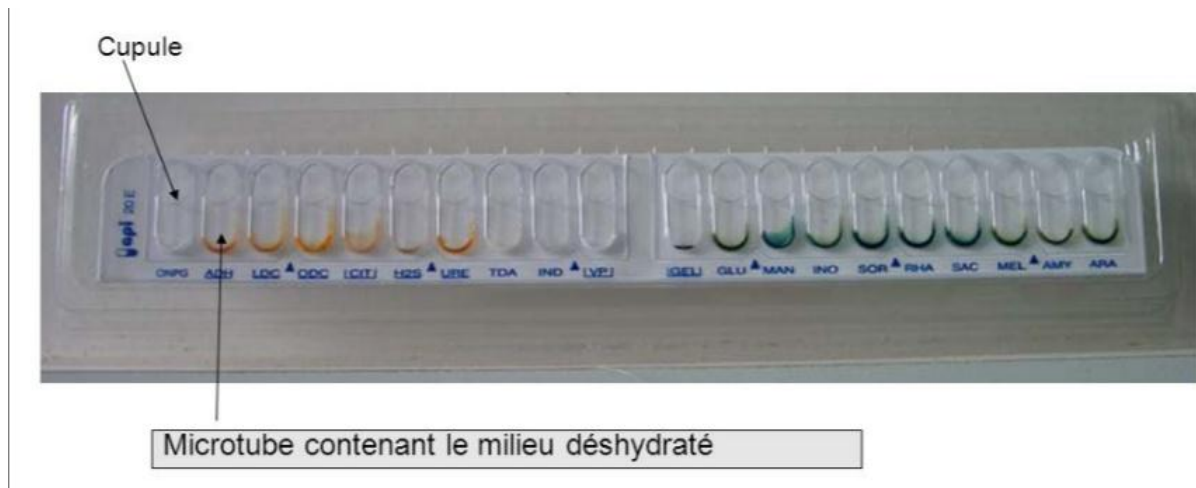 Cupule
api 20 E
ONPG ADH LDC ODC |CIT| H2S URE TDA IND |VP| |GEL| GLU MAN INO SOR RHA SAC MEL AMY ARA
Microtube contenant le milieu déshydraté